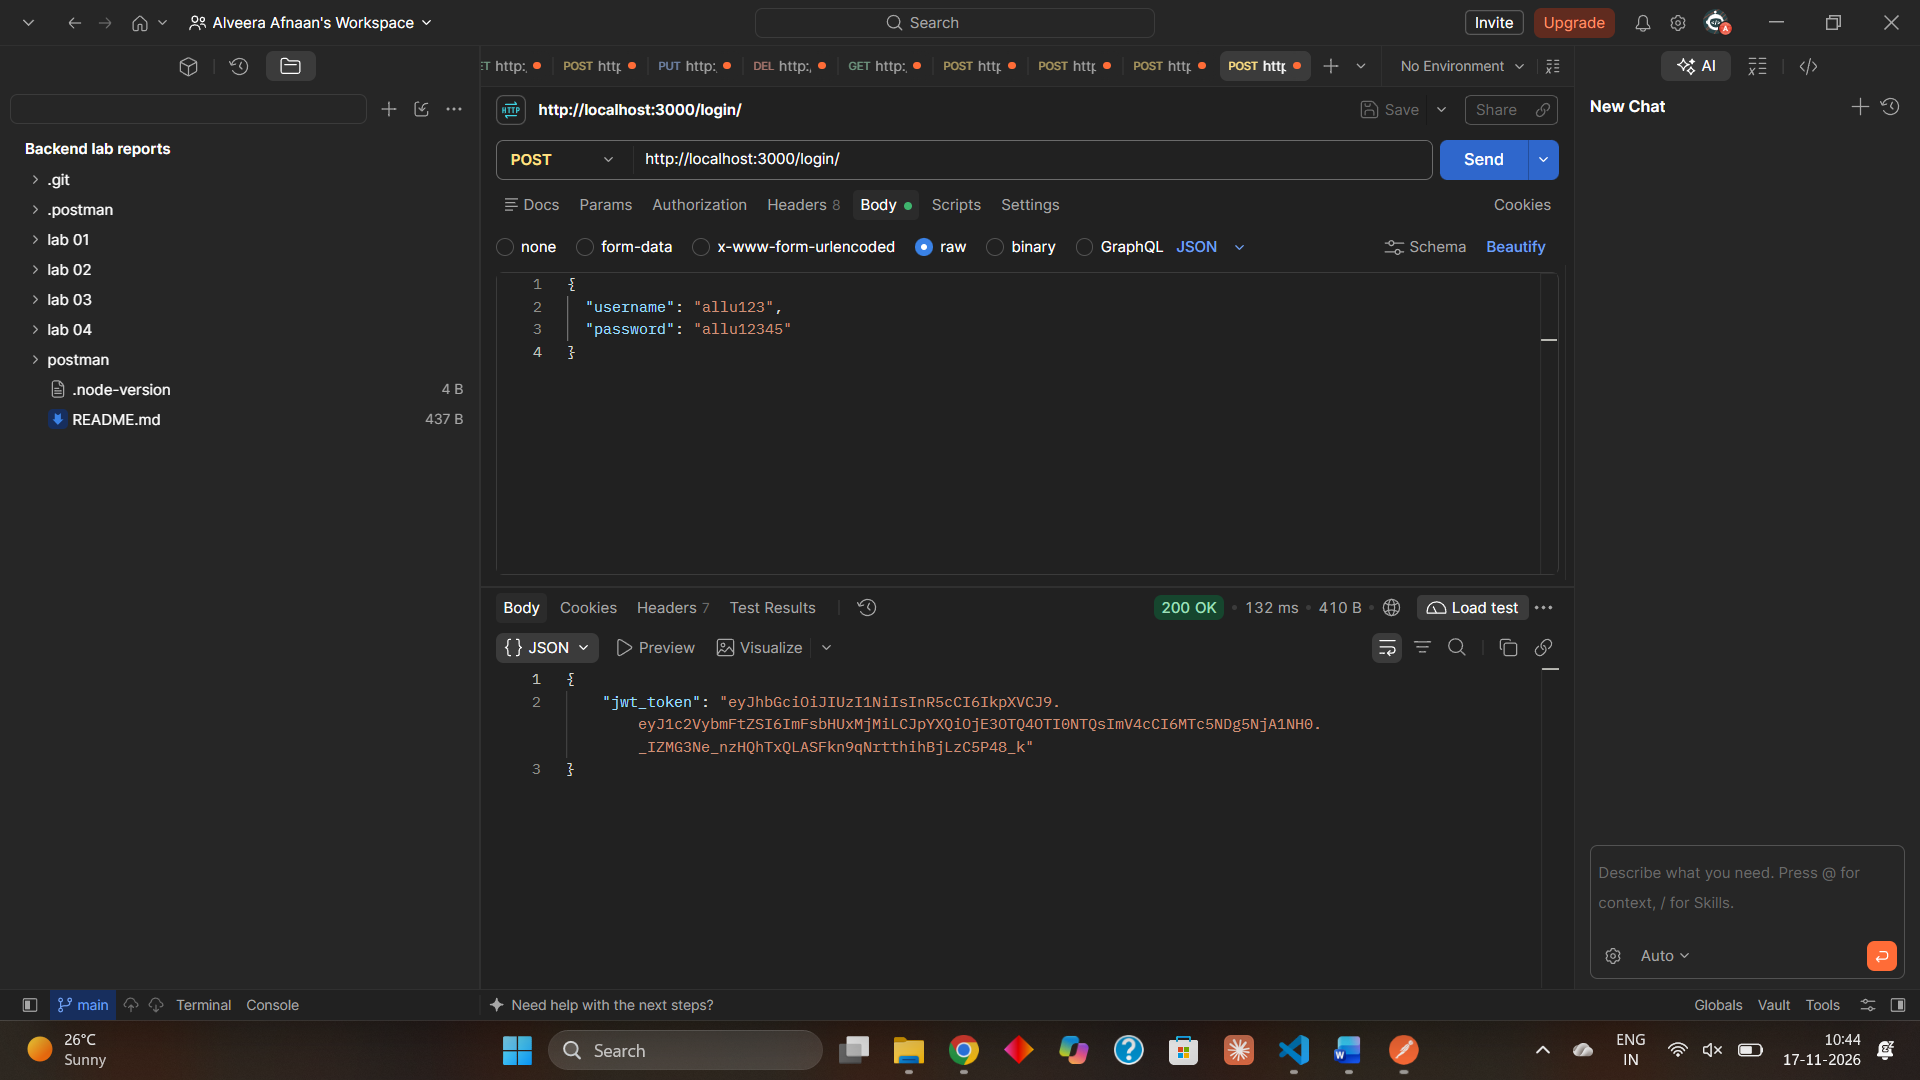 Alveera Afnaan's Workspace
Search
Invite
Upgrade
ET http:
POST http
PUT http:
DEL http:
GET http:
POST http
POST http
POST http
POST http
No Environment
AI
HTTP http://localhost:3000/login/
Save
Share
New Chat
Backend lab reports
.git
.postman
lab 01
lab 02
lab 03
lab 04
postman
.node-version 4 B
README.md 437 B
POST http://localhost:3000/login/
Send
Docs Params Authorization Headers 8 Body Scripts Settings Cookies
none form-data x-www-form-urlencoded raw binary GraphQL JSON Schema Beautify
1 {
2 "username": "allu123",
3 "password": "allu12345"
4 }
Body Cookies Headers 7 Test Results 200 OK 132 ms 410 B Load test
{} JSON Preview Visualize
1 {
2 "jwt_token": "eyJhbGciOiJIUzI1NiIsInR5cCI6IkpXVCJ9.
eyJ1c2VybmFtZSI6ImFsbHUxMjMiLCJpYXQiOjE3OTQ4OTI0NTQsImV4cCI6MTc5NDg5NjA1NH0.
_IZMG3Ne_nzHQhTxQLASFkn9qNrtthihBjLzC5P48_k"
3 }
Describe what you need. Press @ for
context, / for Skills.
Auto
main Terminal Console Need help with the next steps? Globals Vault Tools
26°C
Sunny
Search
ENG
IN
10:44
17-11-2026